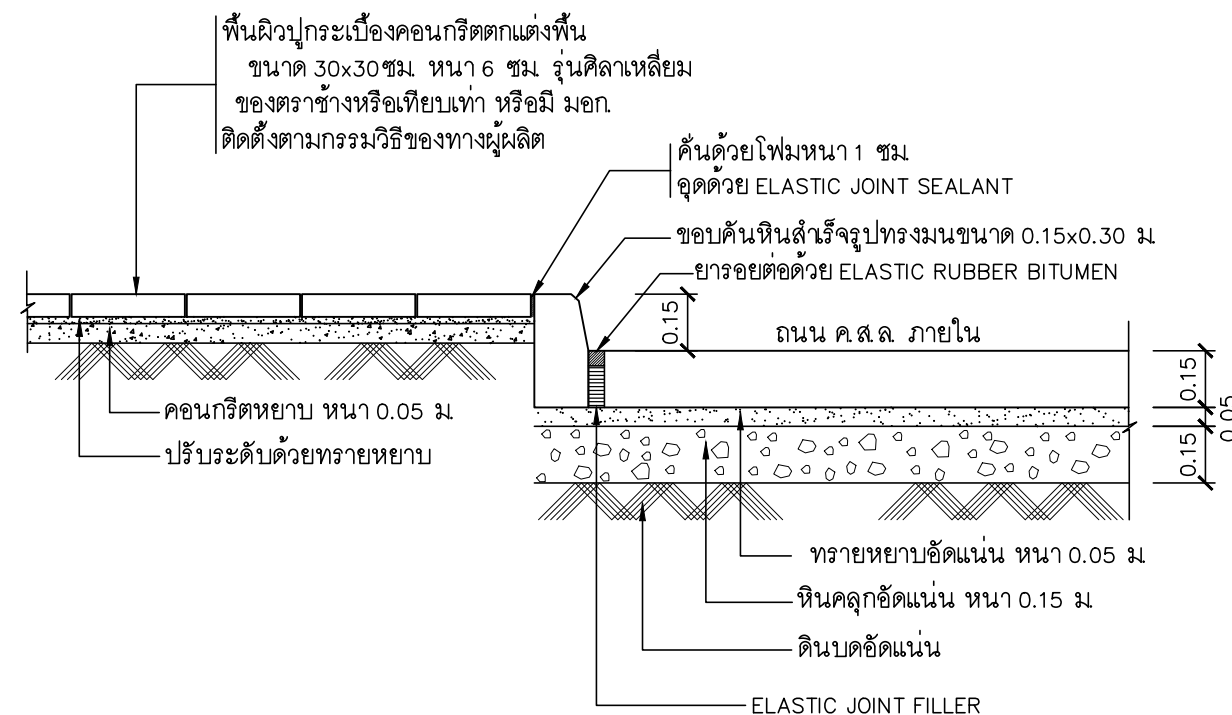 พื้นผิวปูกระเบื้องคอนกรีตตกแต่งพื้น
ขนาด 30x30ซม. หนา 6 ซม. รุ่นศิลาเหลี่ยม
ของตราช้างหรือเทียบเท่า หรือมี มอก.
ติดตั้งตามกรรมวิธีของทางผู้ผลิต
คั่นด้วยโฟมหนา 1 ซม.
อุดด้วย ELASTIC JOINT SEALANT
ขอบคันหินสำเร็จรูปทรงมนขนาด 0.15x0.30 ม.
ยารอยต่อด้วย ELASTIC RUBBER BITUMEN
0.15
ถนน ค.ส.ล. ภายใน
0.15
0.05
0.15
คอนกรีตหยาบ หนา 0.05 ม.
ปรับระดับด้วยทรายหยาบ
ทรายหยาบอัดแน่น หนา 0.05 ม.
หินคลุกอัดแน่น หนา 0.15 ม.
ดินบดอัดแน่น
ELASTIC JOINT FILLER